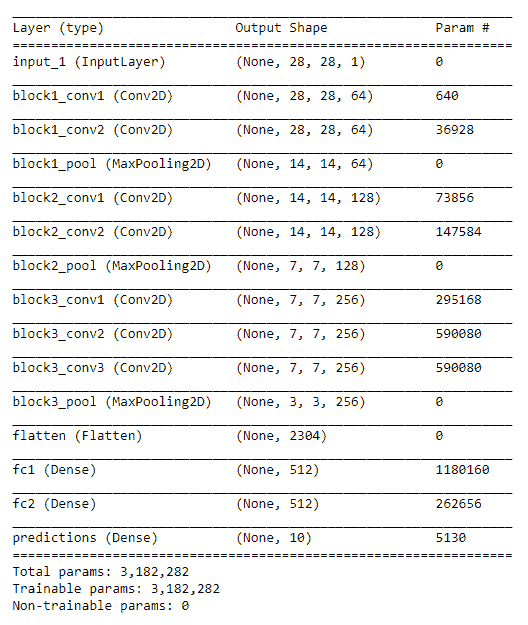 Layer (type) Output Shape Param #
input_1 (InputLayer) (None, 28, 28, 1) 0
block1_conv1 (Conv2D) (None, 28, 28, 64) 640
block1_conv2 (Conv2D) (None, 28, 28, 64) 36928
block1_pool (MaxPooling2D) (None, 14, 14, 64) 0
block2_conv1 (Conv2D) (None, 14, 14, 128) 73856
block2_conv2 (Conv2D) (None, 14, 14, 128) 147584
block2_pool (MaxPooling2D) (None, 7, 7, 128) 0
block3_conv1 (Conv2D) (None, 7, 7, 256) 295168
block3_conv2 (Conv2D) (None, 7, 7, 256) 590080
block3_conv3 (Conv2D) (None, 7, 7, 256) 590080
block3_pool (MaxPooling2D) (None, 3, 3, 256) 0
flatten (Flatten) (None, 2304) 0
fc1 (Dense) (None, 512) 1180160
fc2 (Dense) (None, 512) 262656
predictions (Dense) (None, 10) 5130
Total params: 3,182,282
Trainable params: 3,182,282
Non-trainable params: 0